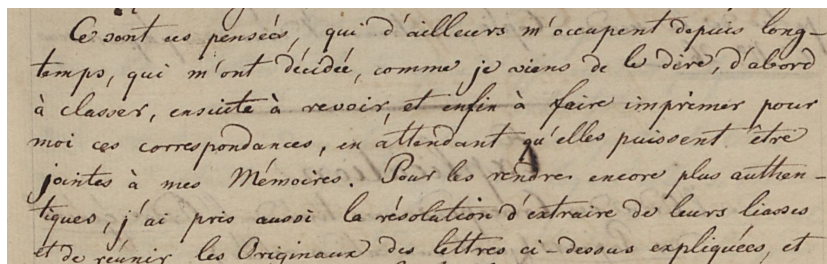 Ce sont ces pensées, qui d'ailleurs m'occupent depuis long-
temps, qui m'ont décidée, comme je viens de le dire, d'abord
à classer, ensuite à revoir, et enfin à faire imprimer pour
moi ces correspondances, en attendant qu'elles puissent être
jointes à mes Mémoires. Pour les rendre encore plus authen-
tiques, j'ai pris aussi la résolution d'extraire de leurs liasses
et de réunir les Originaux des lettres ci-dessus expliquées, et